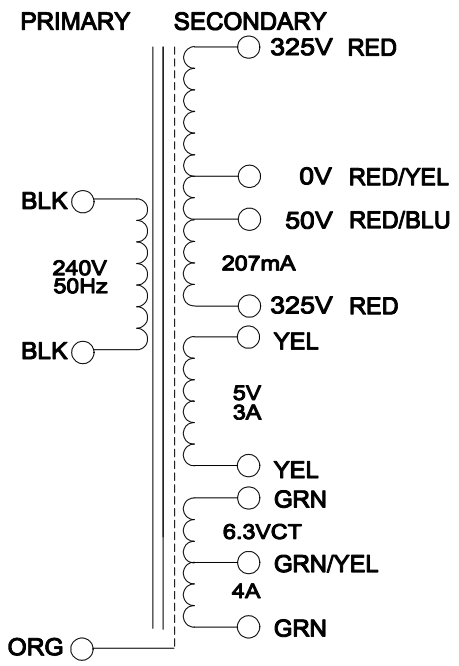 PRIMARY SECONDARY
325V RED
0V RED/YEL
BLK
50V RED/BLU
207mA
240V
50Hz
325V RED
BLK
YEL
5V
3A
YEL
GRN
6.3VCT
GRN/YEL
4A
GRN
ORG